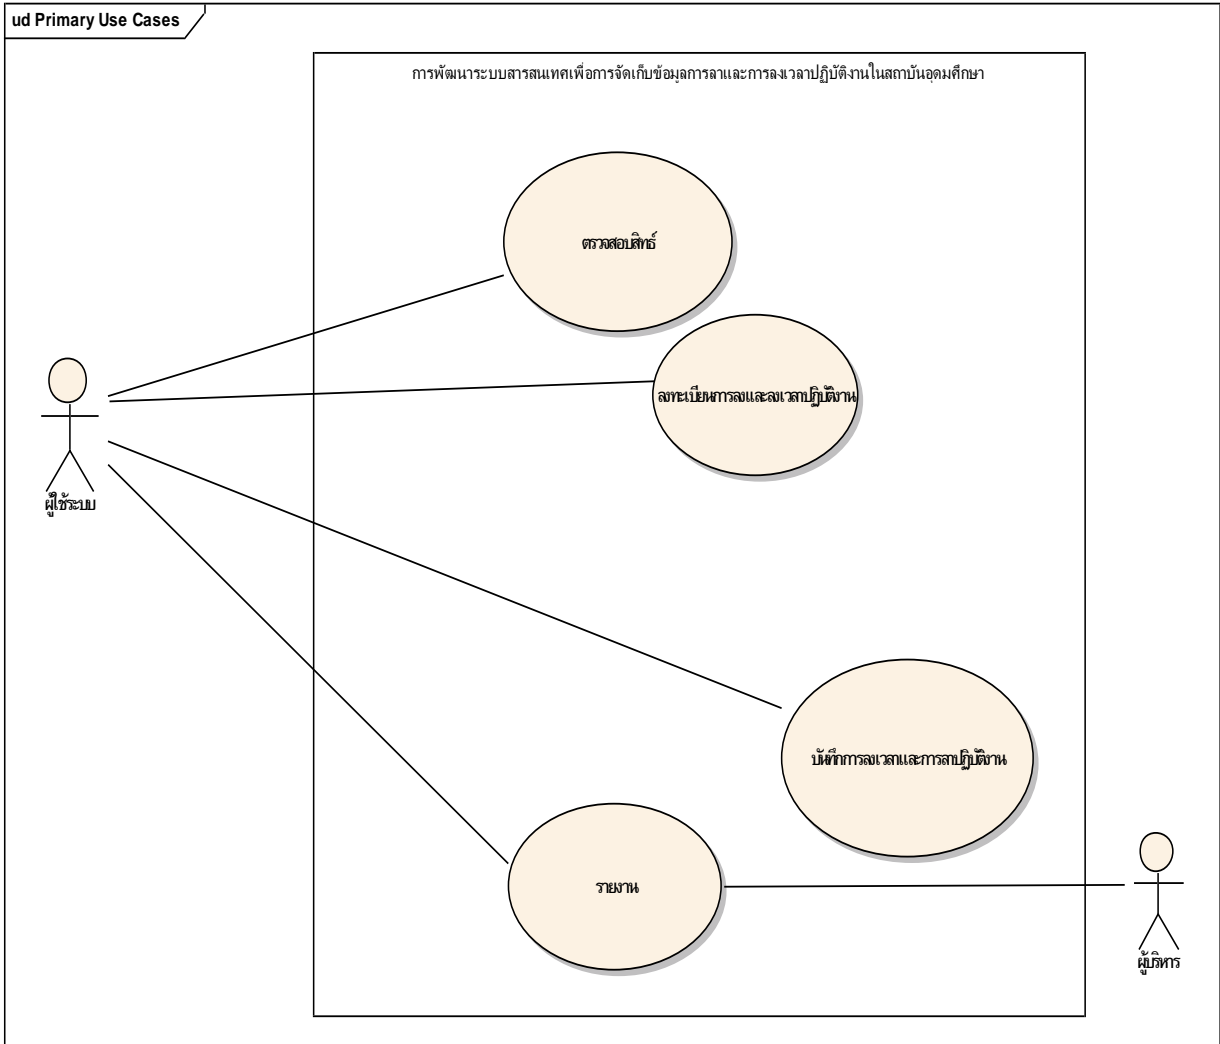 ud Primary Use Cases
การพัฒนาระบบสารสนเทศเพื่อการจัดเก็บข้อมูลการลาและการลงเวลาปฏิบัติงานในสถาบันอุดมศึกษา
ตรวจสอบสิทธ์
ลงทะเบียนการลงและลงเวลาปฏิบัติงาน
ผู้ใช้ระบบ
บันทึกการลงเวลาและการลาปฏิบัติงาน
รายงาน
ผู้บริหาร